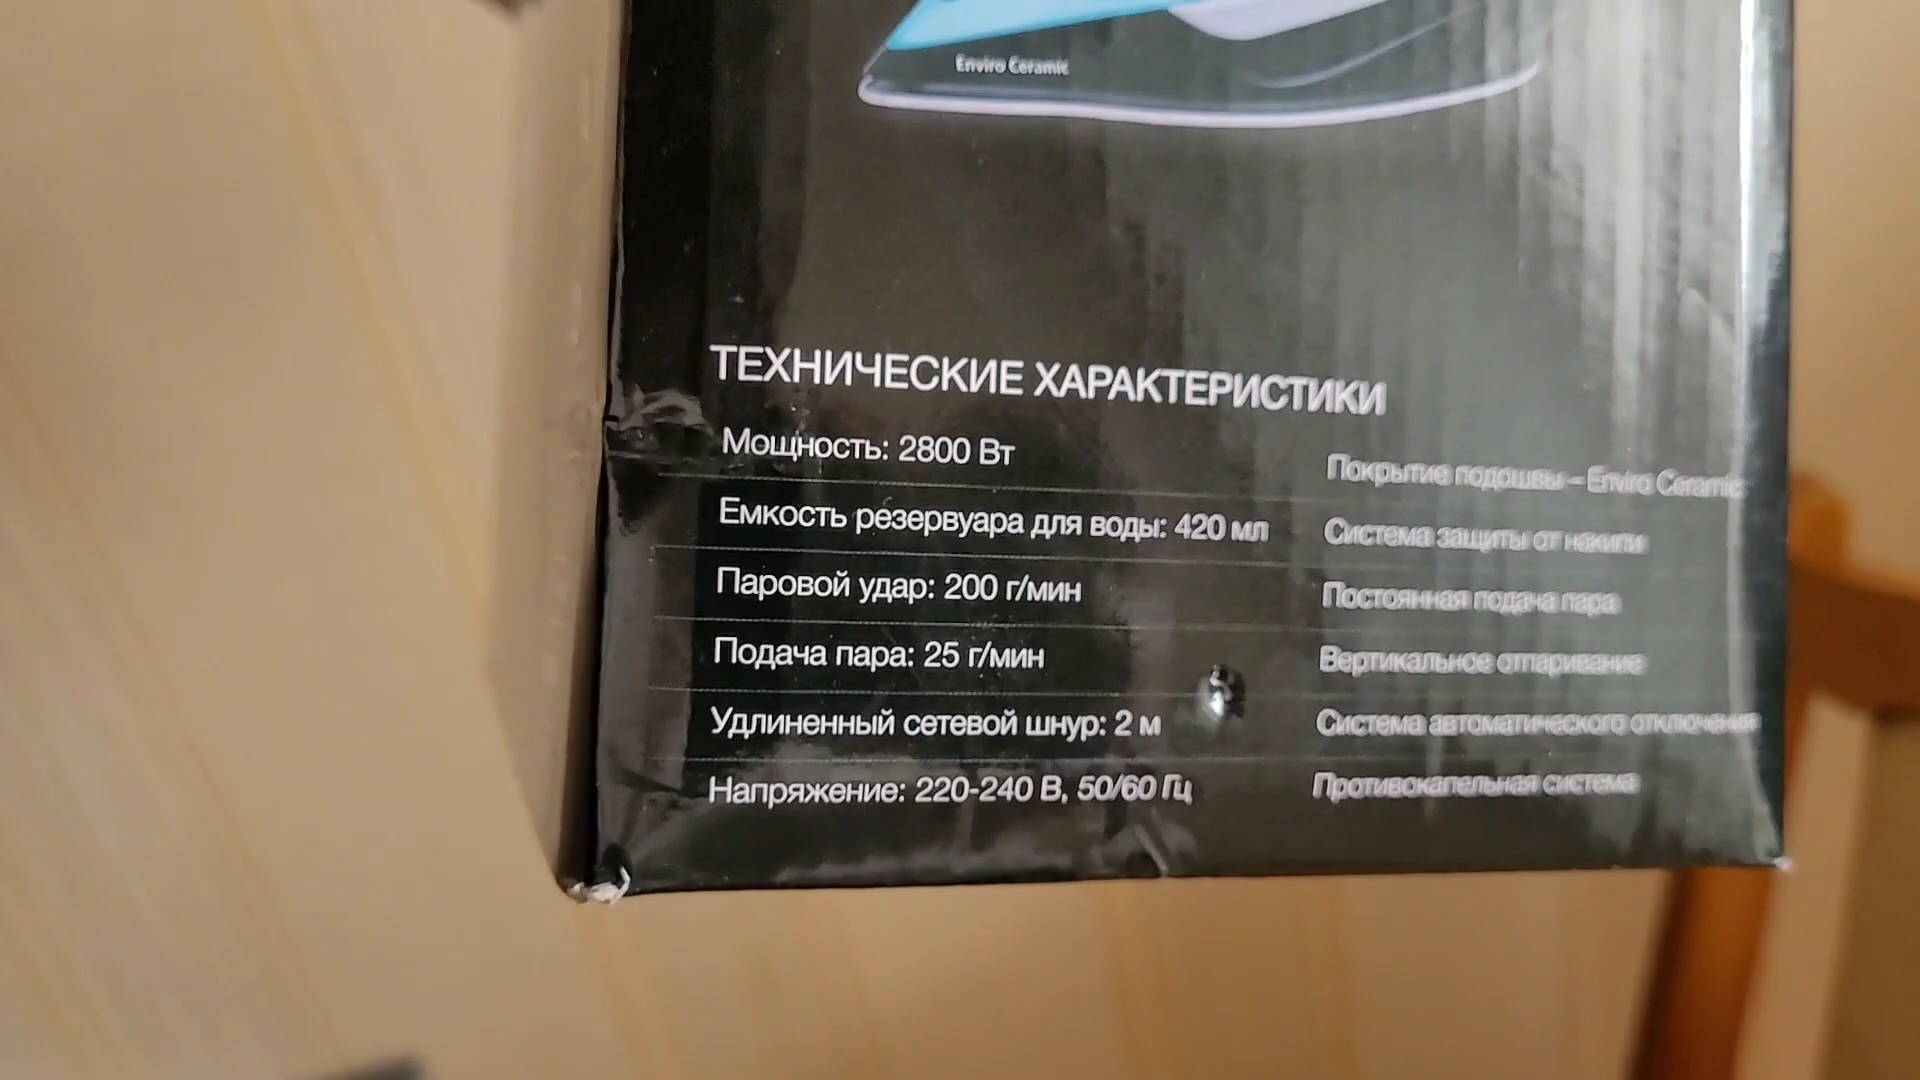 Enviro Ceramic
ТЕХНИЧЕСКИЕ ХАРАКТЕРИСТИКИ
Мощность: 2800 Вт
Емкость резервуара для воды: 420 мл
Паровой удар: 200 г/мин
Подача пара: 25 г/мин
Удлиненный сетевой шнур: 2 м
Напряжение: 220-240 В, 50/60 Гц
Покрытие подошвы – Enviro Ceramic
Система защиты от накипи
Постоянная подача пара
Вертикальное отпаривание
Система автоматического отключения
Противокапельная система